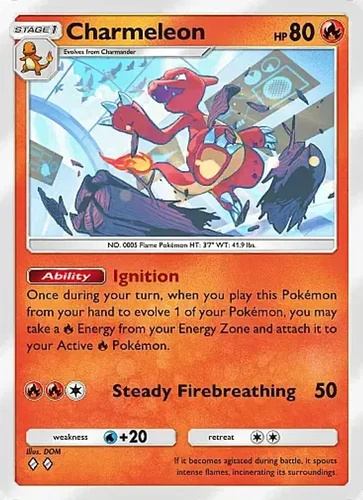 STAGE 1
Charmeleon
HP 80
Evolves from Charmander
NO. 0005 Flame Pokémon HT: 3'7" WT: 41.9 lbs.
Ability Ignition
Once during your turn, when you play this Pokémon
from your hand to evolve 1 of your Pokémon, you may
take a Energy from your Energy Zone and attach it to
your Active Pokémon.
Steady Firebreathing 50
weakness +20 retreat
Illus. DOM
If it becomes agitated during battle, it spouts
intense flames, incinerating its surroundings.